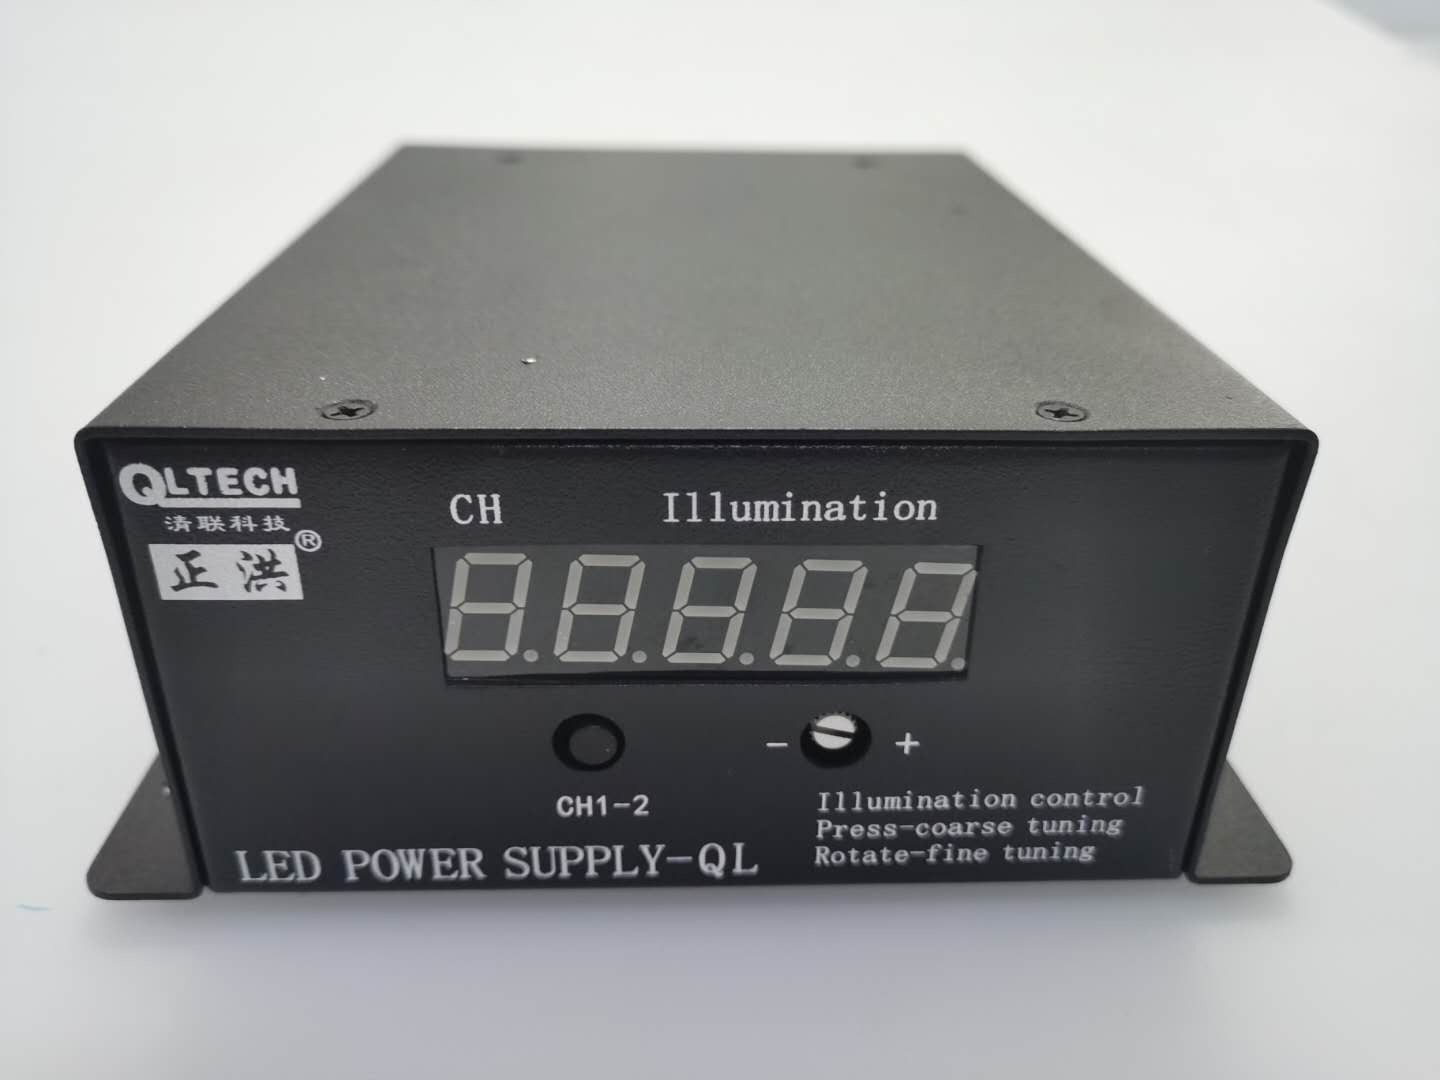 QLTECH
清联科技
正洪®
CH Illumination
- +
CH1-2
Illumination control
Press-coarse tuning
Rotate-fine tuning
LED POWER SUPPLY-QL